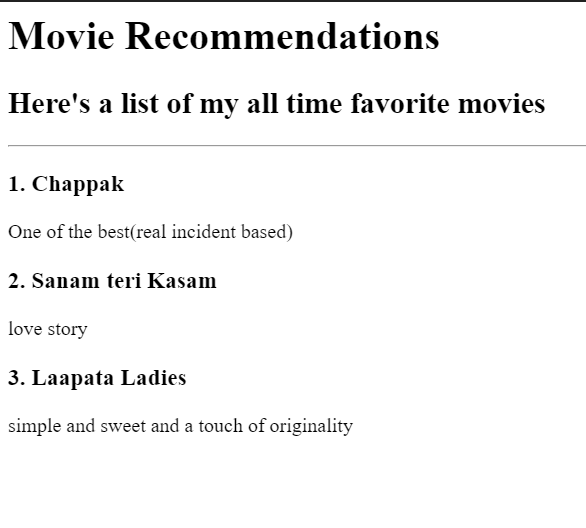 Movie Recommendations
Here's a list of my all time favorite movies
1. Chappak
One of the best(real incident based)
2. Sanam teri Kasam
love story
3. Laapata Ladies
simple and sweet and a touch of originality